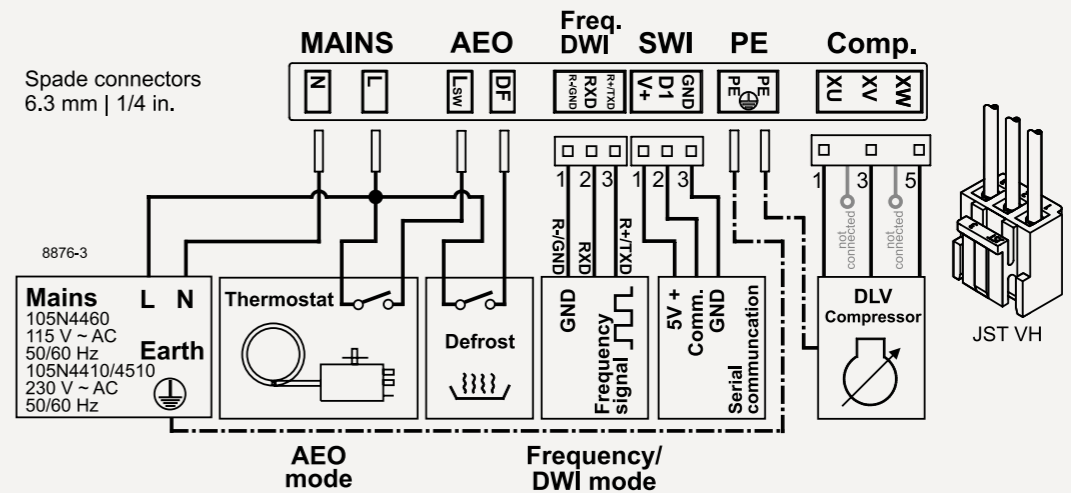 Spade connectors
6.3 mm | 1/4 in.
MAINS
AEO
Freq.
DWI
SWI
PE
Comp.
N
L
Lsw
DF
R-/GND
RXD
R+/TXD
V+
D1
GND
PE
PE
XU
XV
XW
1
2
3
1
2
3
1
3
5
R-/GND
RXD
R+/TXD
not
connected
not
connected
8876-3
JST VH
Mains
L N
105N4460
115 V ~ AC
50/60 Hz
Earth
105N4410/4510
230 V ~ AC
50/60 Hz
Thermostat
Defrost
GND
Frequency
signal
5V +
Comm.
GND
Serial
communcation
DLV
Compressor
AEO
mode
Frequency/
DWI mode